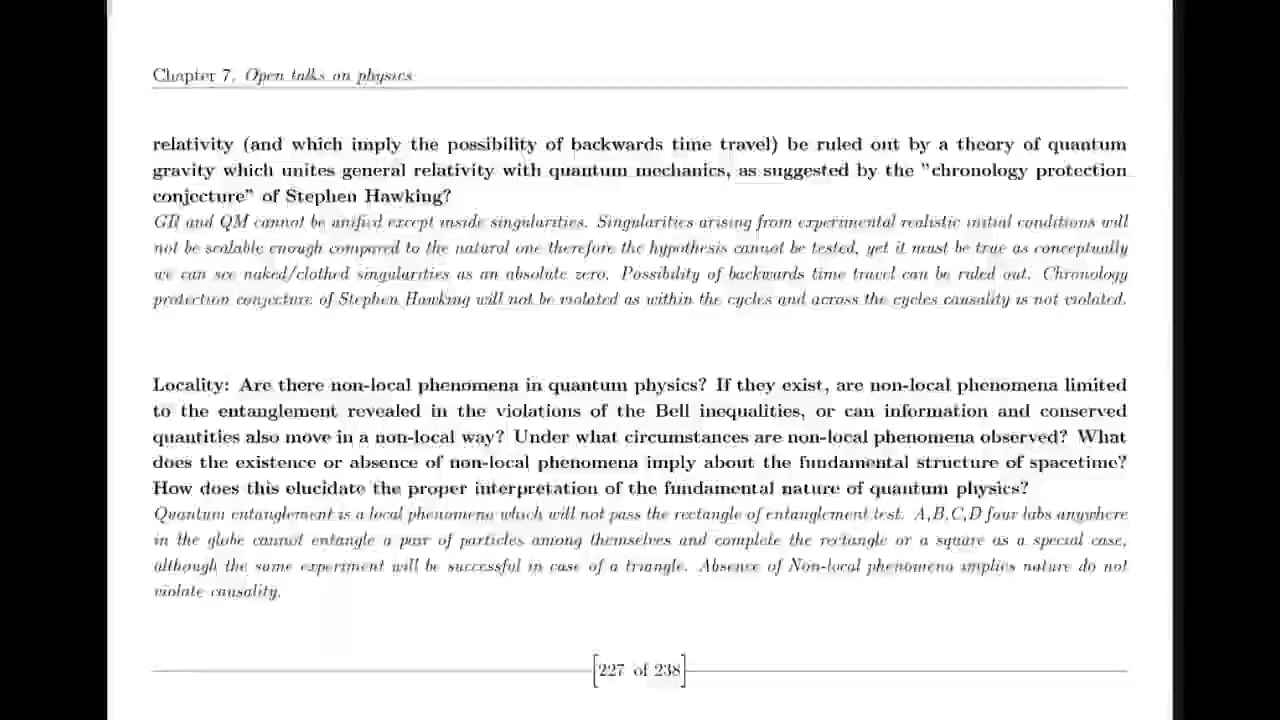 Chapter 7. Open talks on physics
relativity (and which imply the possibility of backwards time travel) be ruled out by a theory of quantum
gravity which unites general relativity with quantum mechanics, as suggested by the "chronology protection
conjecture" of Stephen Hawking?
GR and QM cannot be unified except inside singularities. Singularities arising from experimental realistic initial conditions will
not be scalable enough compared to the natural one therefore the hypothesis cannot be tested, yet it must be true as conceptually
we can see naked/clothed singularities as an absolute zero. Possibility of backwards time travel can be ruled out. Chronology
protection conjecture of Stephen Hawking will not be violated as within the cycles and across the cycles causality is not violated.
Locality: Are there non-local phenomena in quantum physics? If they exist, are non-local phenomena limited
to the entanglement revealed in the violations of the Bell inequalities, or can information and conserved
quantities also move in a non-local way? Under what circumstances are non-local phenomena observed? What
does the existence or absence of non-local phenomena imply about the fundamental structure of spacetime?
How does this elucidate the proper interpretation of the fundamental nature of quantum physics?
Quantum entanglement is a local phenomena which will not pass the rectangle of entanglement test. A,B,C,D four labs anywhere
in the globe cannot entangle a pair of particles among themselves and complete the rectangle or a square as a special case,
although the same experiment will be successful in case of a triangle. Absence of Non-local phenomena implies nature do not
violate causality.
[227 of 238]